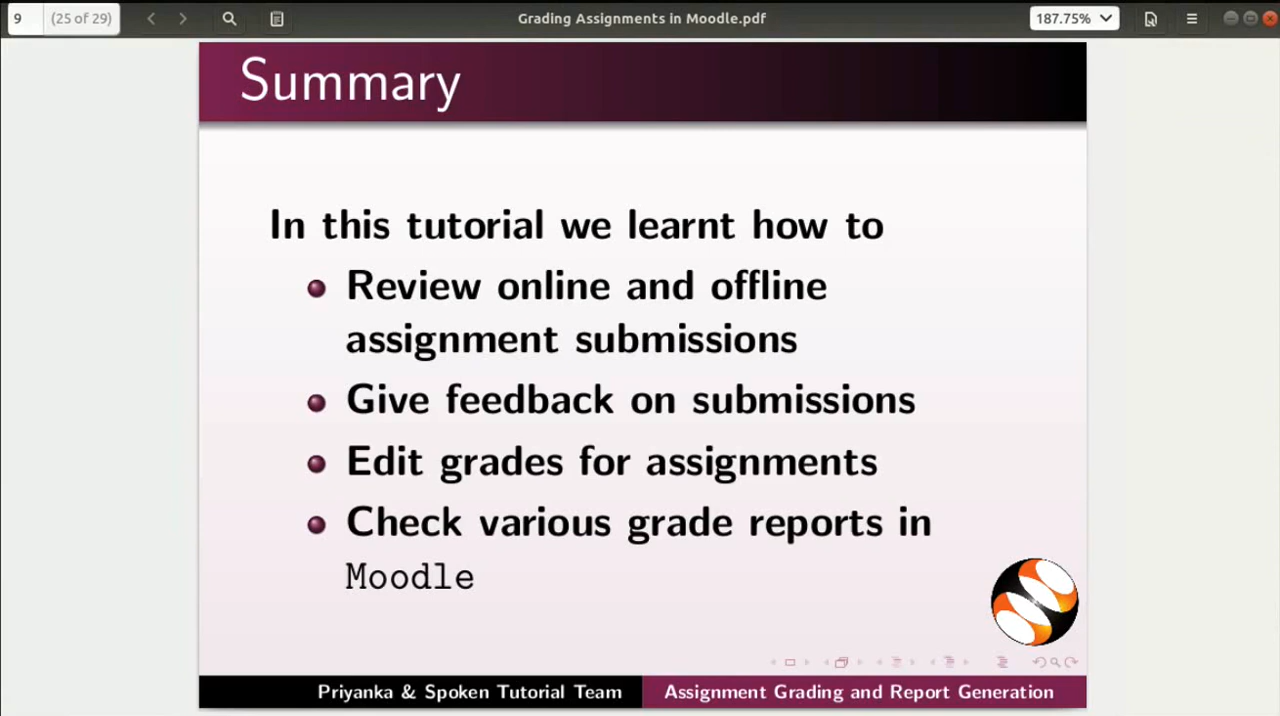 9 (25 of 29) Grading Assignments in Moodle.pdf 187.75%
Summary
In this tutorial we learnt how to
Review online and offline
assignment submissions
Give feedback on submissions
Edit grades for assignments
Check various grade reports in
Moodle
Priyanka & Spoken Tutorial Team Assignment Grading and Report Generation